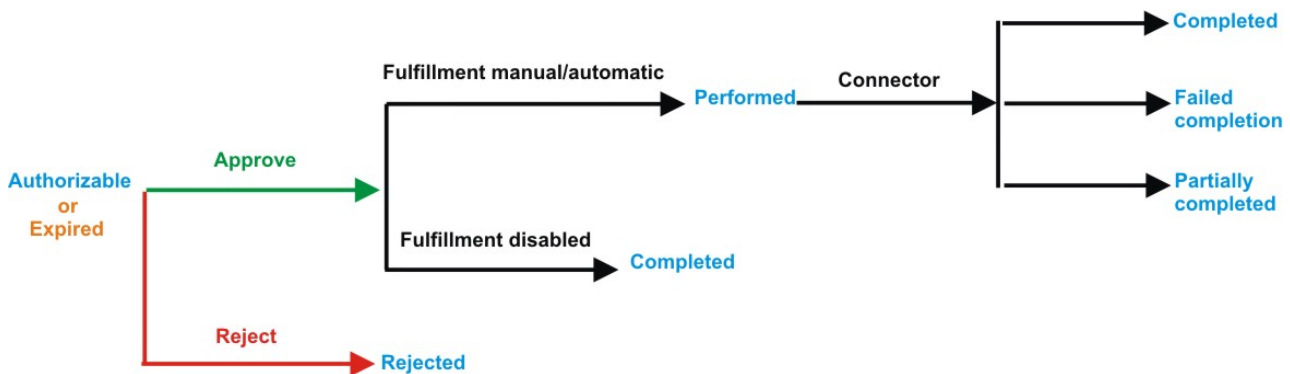 Completed
Fulfillment manual/automatic
Connector
Performed
Failed
completion
Approve
Authorizable
or
Expired
Partially
completed
Fulfillment disabled
Completed
Reject
Rejected